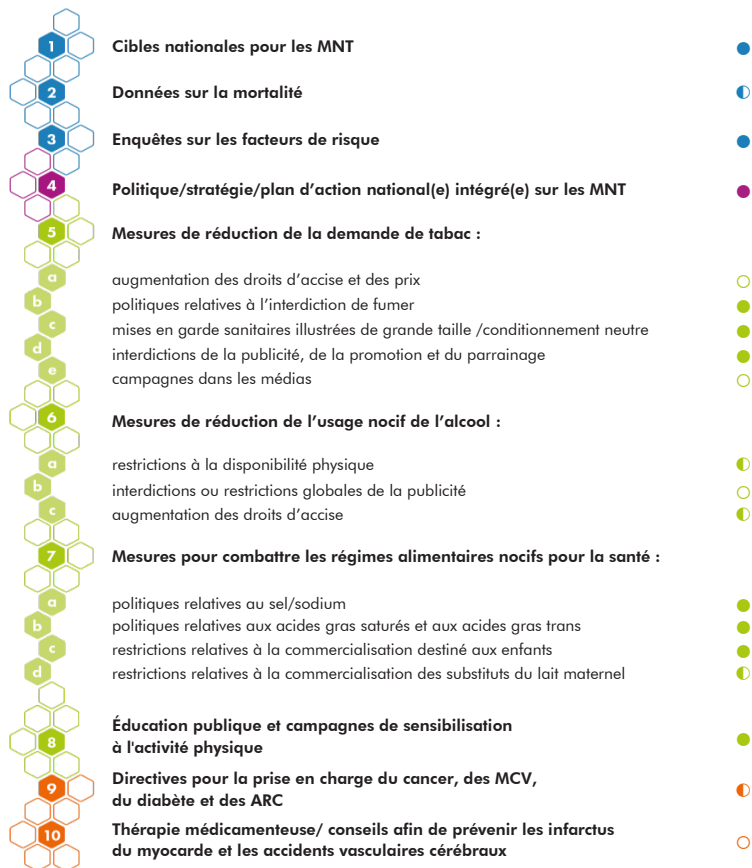 1 Cibles nationales pour les MNT
2 Données sur la mortalité
3 Enquêtes sur les facteurs de risque
4 Politique/stratégie/plan d'action national(e) intégré(e) sur les MNT
5 Mesures de réduction de la demande de tabac :
a augmentation des droits d'accise et des prix
b politiques relatives à l'interdiction de fumer
c mises en garde sanitaires illustrées de grande taille /conditionnement neutre
d interdictions de la publicité, de la promotion et du parrainage
e campagnes dans les médias
6 Mesures de réduction de l'usage nocif de l'alcool :
a restrictions à la disponibilité physique
b interdictions ou restrictions globales de la publicité
c augmentation des droits d'accise
7 Mesures pour combattre les régimes alimentaires nocifs pour la santé :
a politiques relatives au sel/sodium
b politiques relatives aux acides gras saturés et aux acides gras trans
c restrictions relatives à la commercialisation destiné aux enfants
d restrictions relatives à la commercialisation des substituts du lait maternel
8 Éducation publique et campagnes de sensibilisation
à l'activité physique
9 Directives pour la prise en charge du cancer, des MCV,
du diabète et des ARC
10 Thérapie médicamenteuse/ conseils afin de prévenir les infarctus
du myocarde et les accidents vasculaires cérébraux